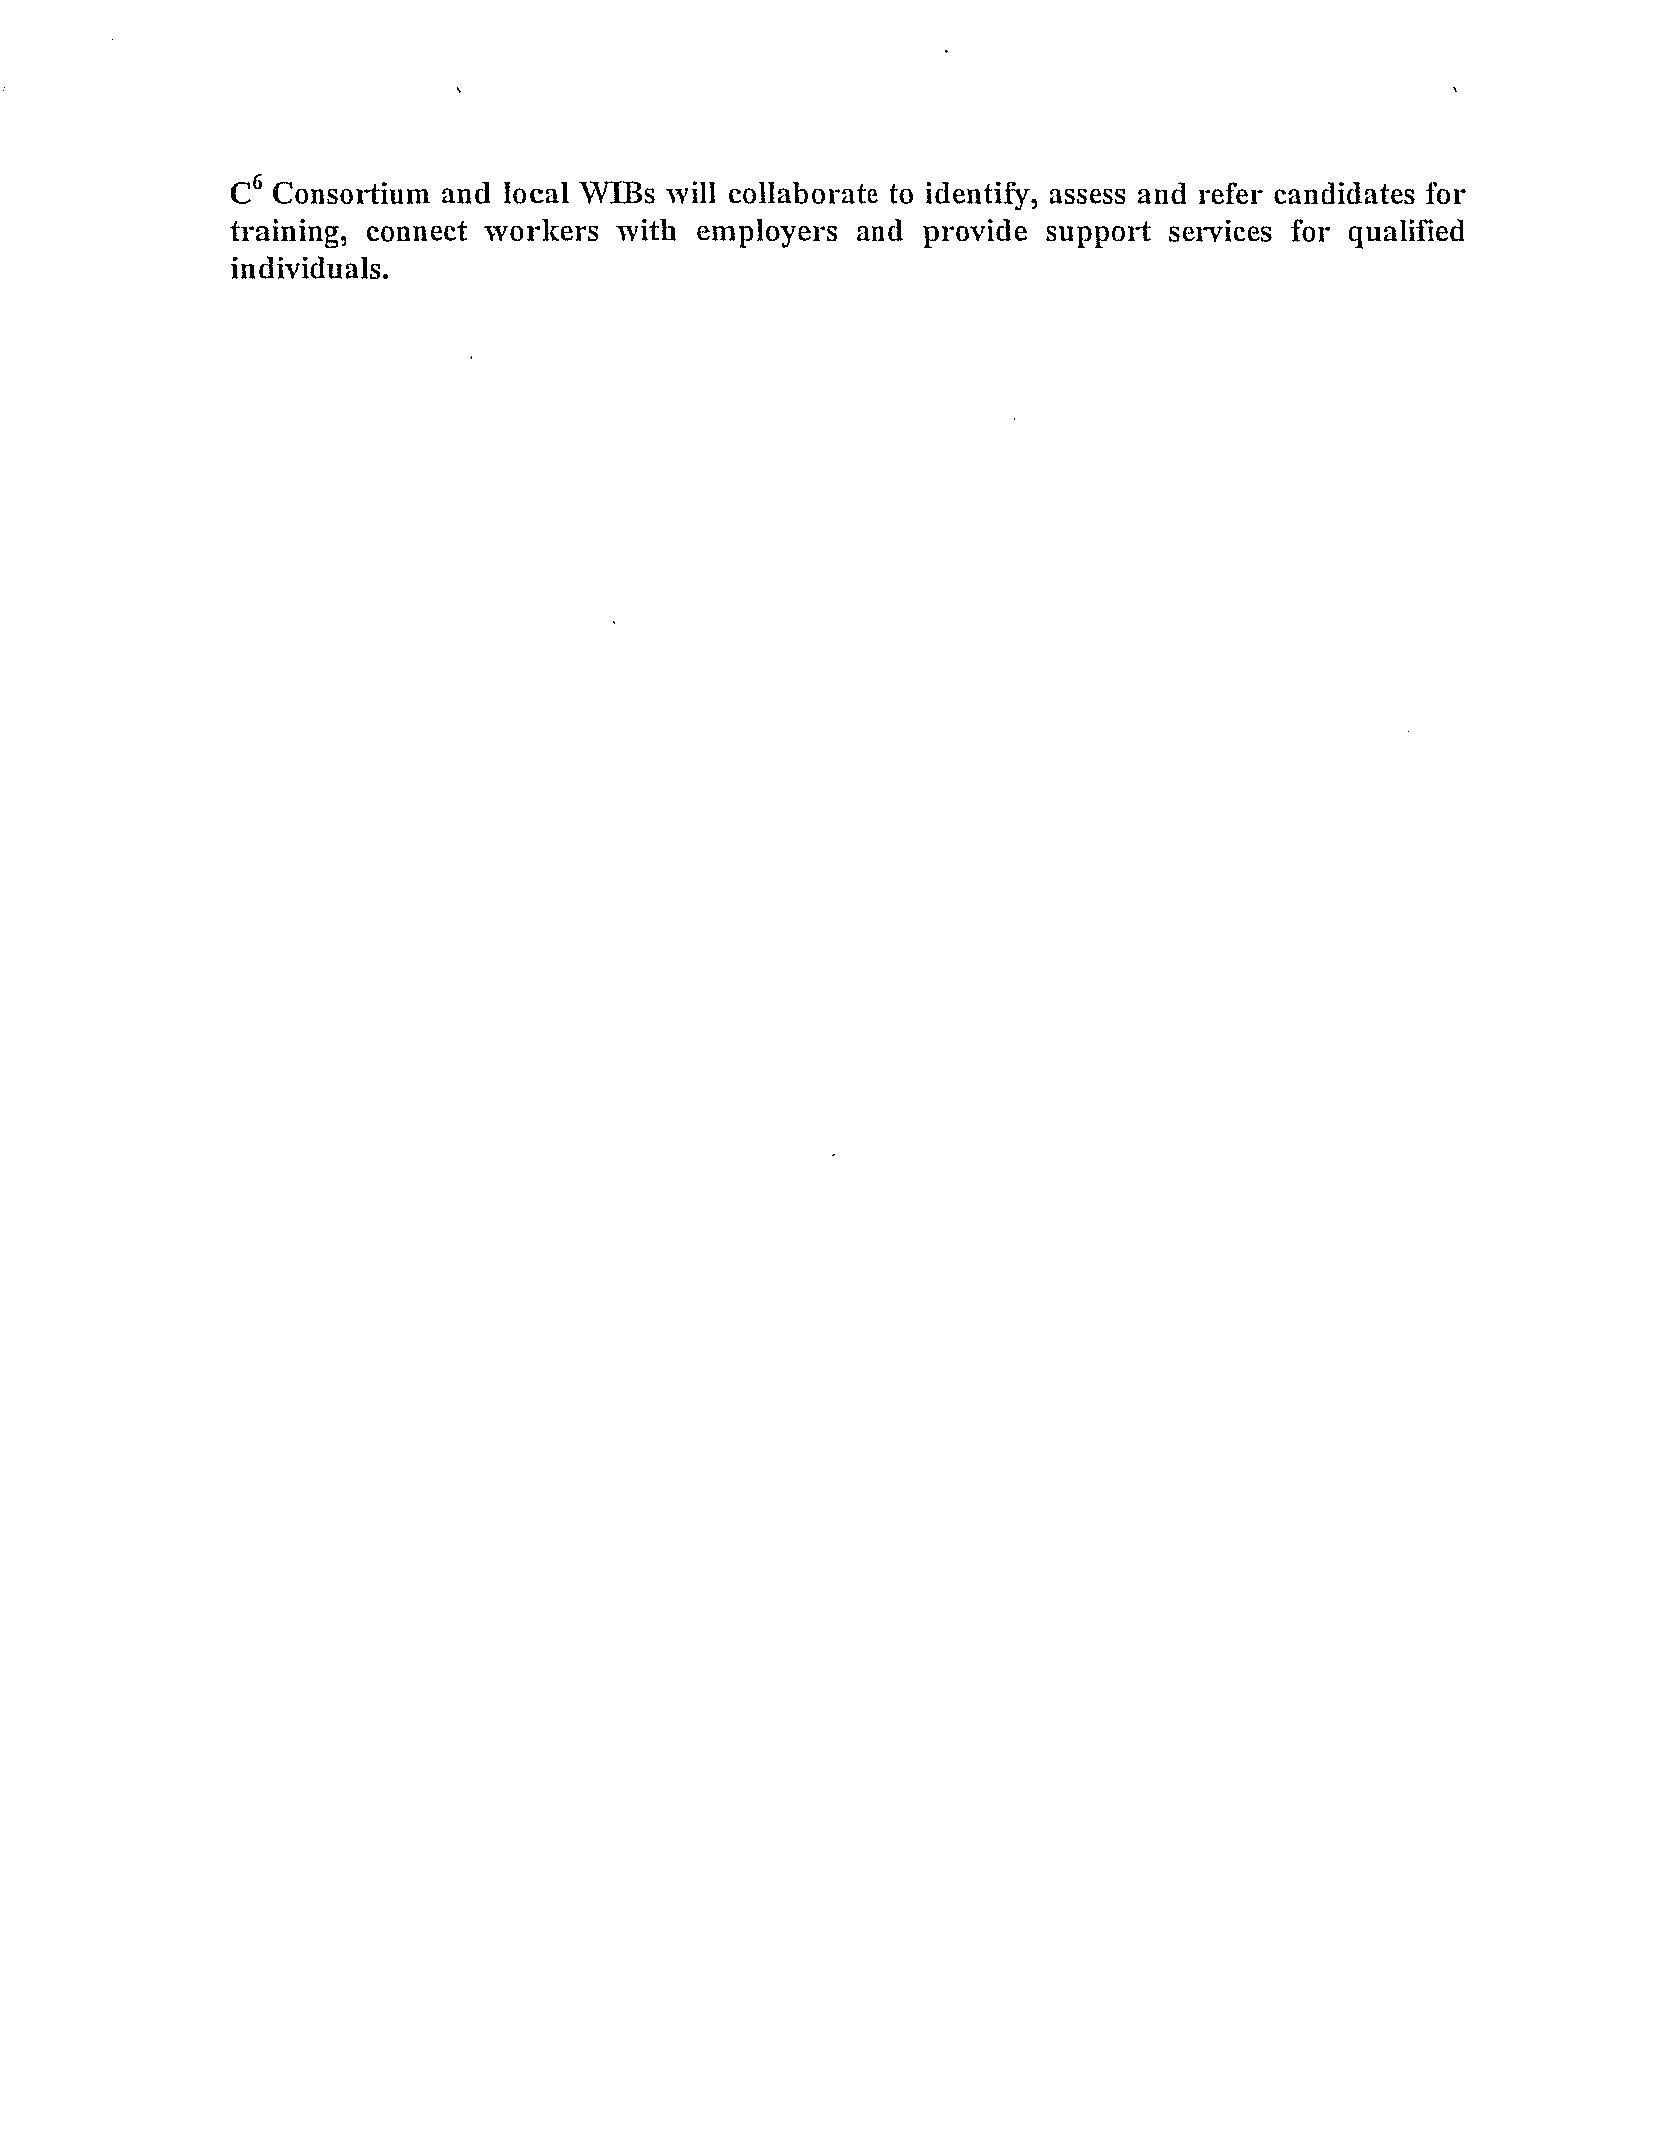 C⁶ Consortium and local WIBs will collaborate to identify, assess and refer candidates for
training, connect workers with employers and provide support services for qualified
individuals.